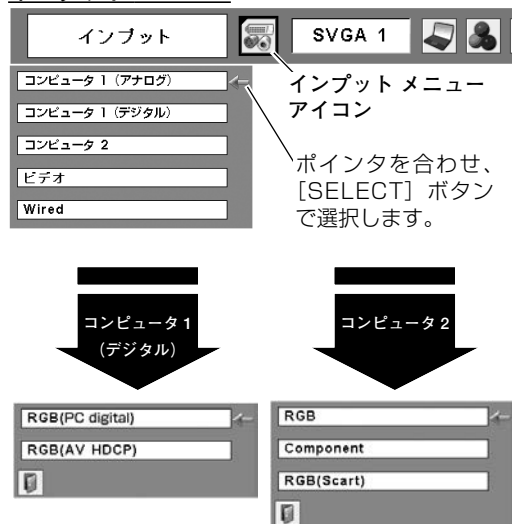 インプット
SVGA 1
コンピュータ 1（アナログ）
コンピュータ 1（デジタル）
コンピュータ 2
ビデオ
Wired
インプット メニュー
アイコン
ポインタを合わせ、
［SELECT］ボタン
で選択します。
コンピュータ 1
（デジタル）
コンピュータ 2
RGB(PC digital)
RGB(AV HDCP)
RGB
Component
RGB(Scart)